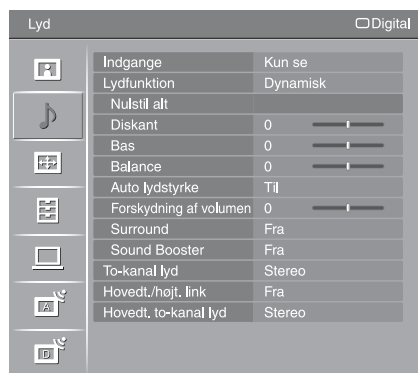 Lyd Digital
Indgange Kun se
Lydfunktion Dynamisk
Nulstil alt
Diskant 0
Bas 0
Balance 0
Auto lydstyrke Til
Forskydning af volumen 0
Surround Fra
Sound Booster Fra
To-kanal lyd Stereo
Hovedt./højt. link Fra
Hovedt. to-kanal lyd Stereo
A
D